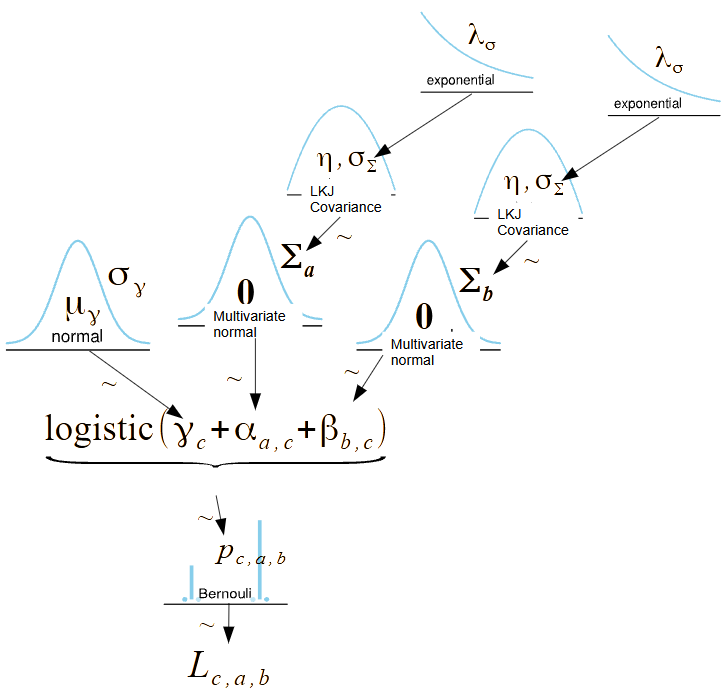 λσ
exponential
λσ
exponential
η, σΣ
LKJ
Covariance
~
η, σΣ
LKJ
Covariance
~
Σa
Σb
σγ
μγ
normal
0
Multivariate
normal
0
Multivariate
normal
~
~
~
logistic(γc+αa,c+βb,c)
~
pc,a,b
Bernouli
~
Lc,a,b